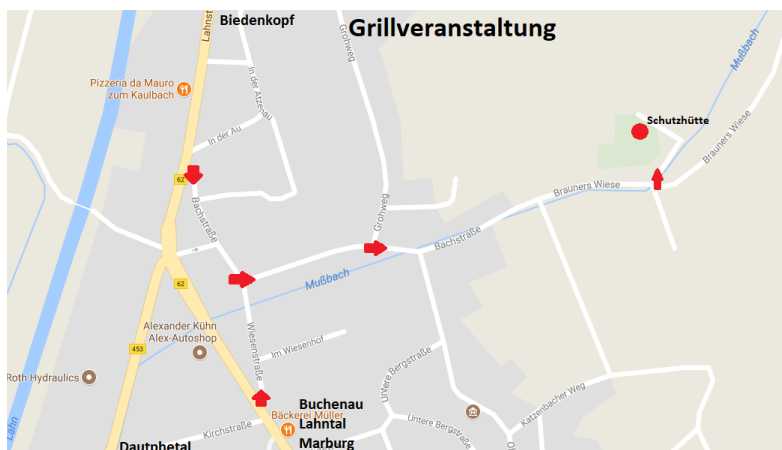 Biedenkopf
Grillveranstaltung
Lahnst
Grohweg
Mußbach
Pizzeria da Mauro
zum Kaulbach
In der Atzenau
Schutzhütte
In der Au
Brauners Wiese
62
Brauners Wiese
Bachstraße
Grohweg
Bachstraße
Mußbach
62
Alexander Kühn
Alex-Autoshop
Wiesenstraße
453
Im Wiesenhof
Roth Hydraulics
Untere Bergstraße
Katzenbacher Weg
Buchenau
Bäckerei Müller
Lahntal
Lahn
Kirchstraße
Untere Bergstraße
Dautphetal
Marburg